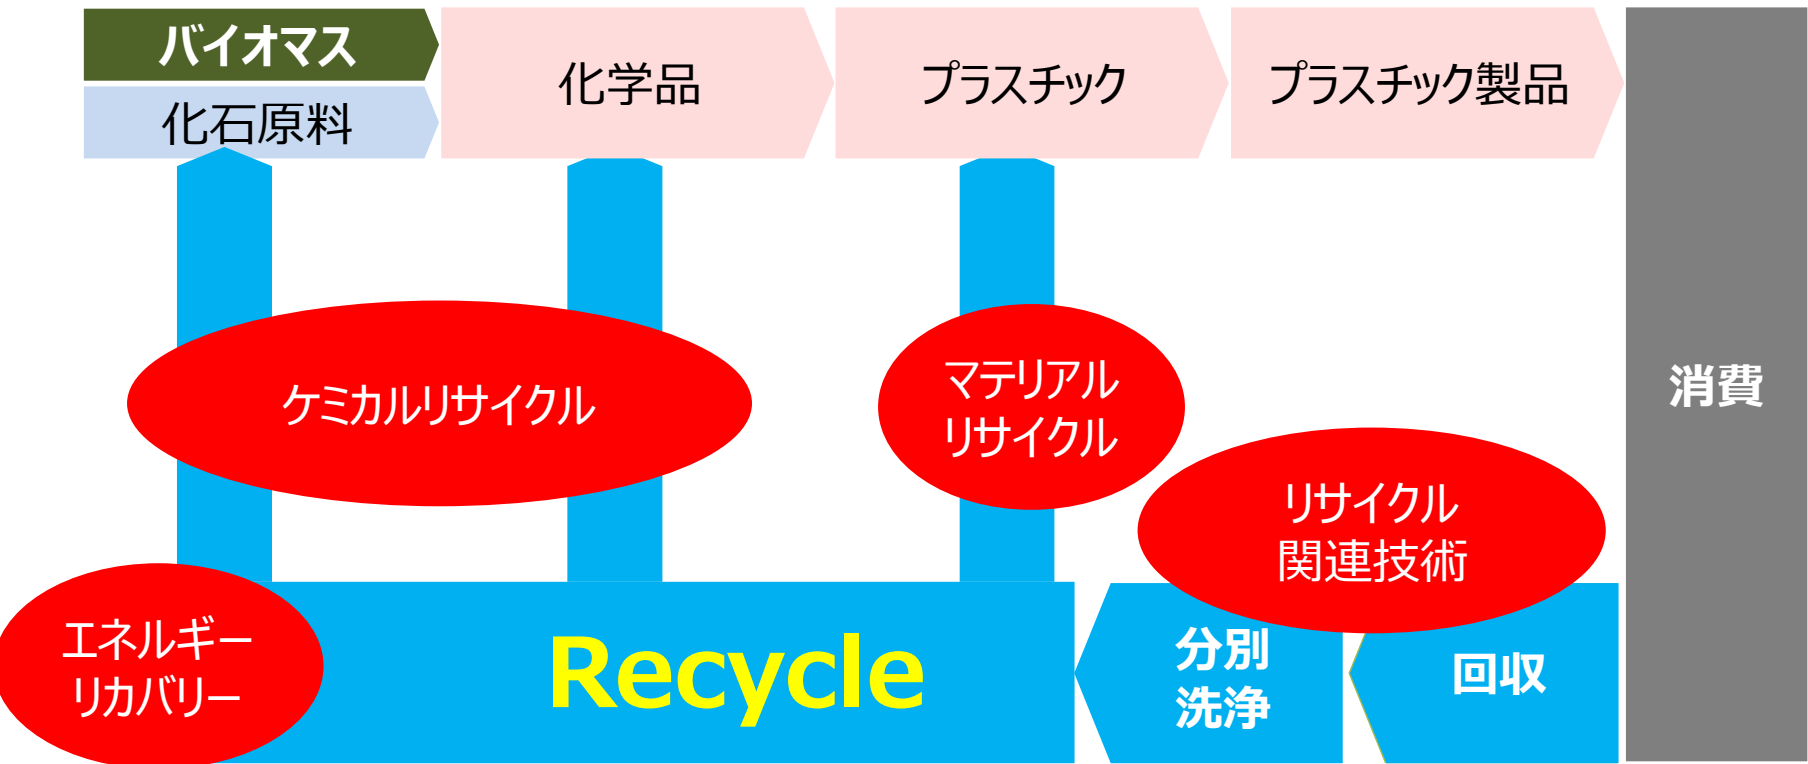 バイオマス
化石原料
化学品
プラスチック
プラスチック製品
消費
ケミカルリサイクル
マテリアル
リサイクル
リサイクル
関連技術
エネルギー
リカバリー
Recycle
分別
洗浄
回収